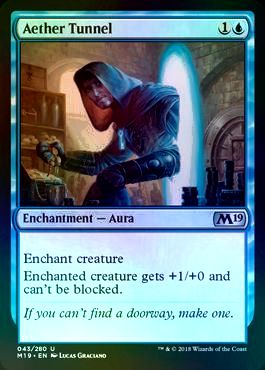 Aether Tunnel 1
Enchantment — Aura M19
Enchant creature
Enchanted creature gets +1/+0 and
can't be blocked.
If you can't find a doorway, make one.
043/280 U
M19 • EN Lucas Graciano ™ & © 2018 Wizards of the Coast